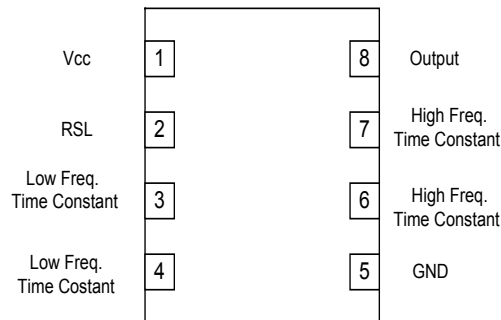 Vcc 1 8 Output
RSL 2 7 High Freq.
Time Constant
Low Freq.
Time Constant 3 6 High Freq.
Time Constant
Low Freq.
Time Costant 4 5 GND